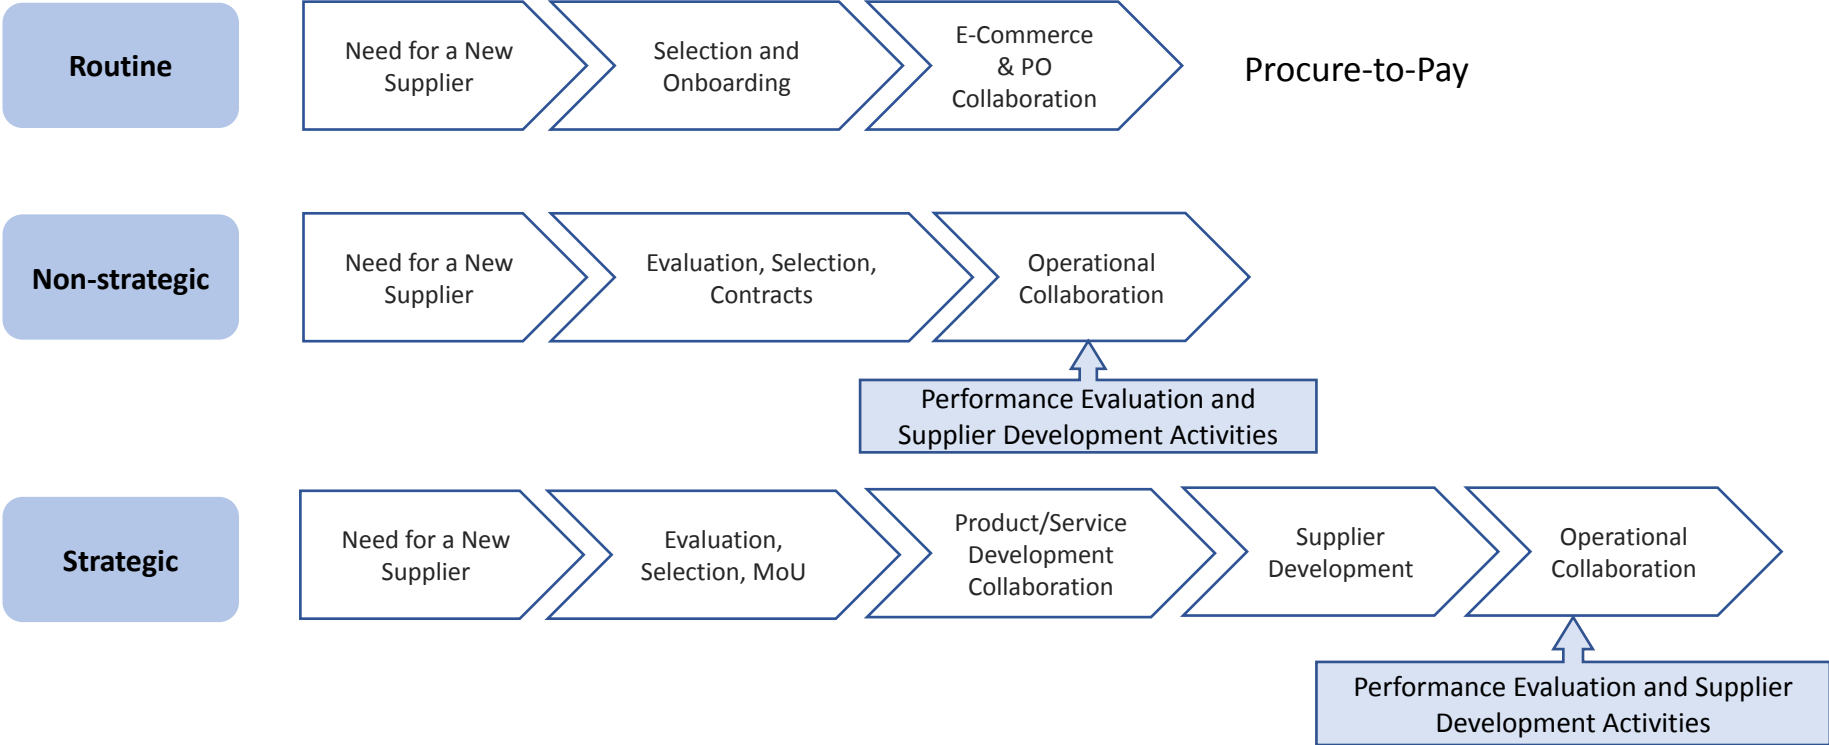 Routine
Need for a New
Supplier
Selection and
Onboarding
E-Commerce
& PO
Collaboration
Procure-to-Pay
Non-strategic
Need for a New
Supplier
Evaluation, Selection,
Contracts
Operational
Collaboration
Performance Evaluation and
Supplier Development Activities
Strategic
Need for a New
Supplier
Evaluation,
Selection, MoU
Product/Service
Development
Collaboration
Supplier
Development
Operational
Collaboration
Performance Evaluation and Supplier
Development Activities